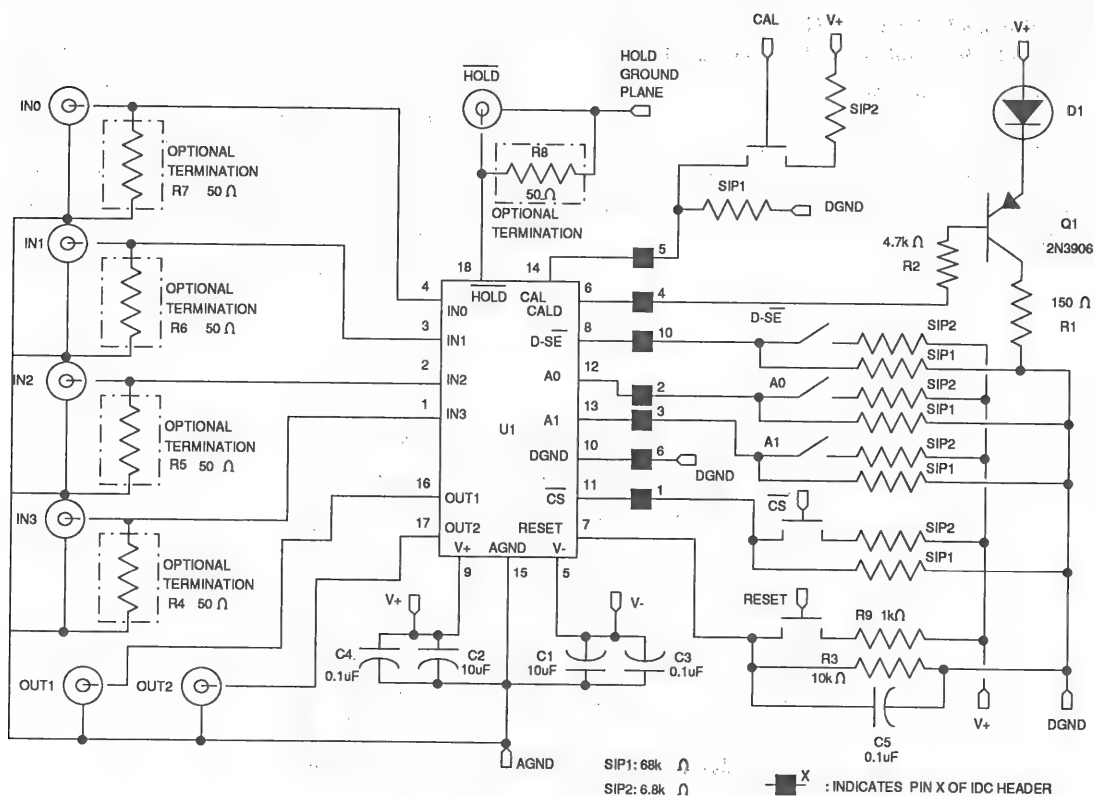 CAL
V+
V+
HOLD
HOLD
GROUND
PLANE
IN0
SIP2
D1
OPTIONAL
TERMINATION
R7 50 Ω
R8
50 Ω
OPTIONAL
TERMINATION
SIP1
DGND
Q1
2N3906
IN1
4.7k Ω
R2
18
14
5
4
HOLD
CAL
6
4
150 Ω
R1
OPTIONAL
TERMINATION
R6 50 Ω
IN0
CALD
3
IN1
D-SE
8
10
D-SE
SIP2
SIP1
IN2
2
IN2
A0
12
2
A0
SIP2
SIP1
OPTIONAL
TERMINATION
R5 50 Ω
1
IN3
A1
13
3
A1
SIP2
SIP1
U1
DGND
10
6
DGND
IN3
16
OUT1
CS
11
1
CS
SIP2
SIP1
17
OUT2
RESET
7
V+
AGND
V-
9
15
5
OPTIONAL
TERMINATION
R4 50 Ω
V+
V-
RESET
R9 1kΩ
C4
0.1uF
C2
10uF
C1
10uF
C3
0.1uF
R3
10kΩ
OUT1
OUT2
C5
0.1uF
V+
DGND
AGND
SIP1: 68k Ω
SIP2: 6.8k Ω
X
: INDICATES PIN X OF IDC HEADER